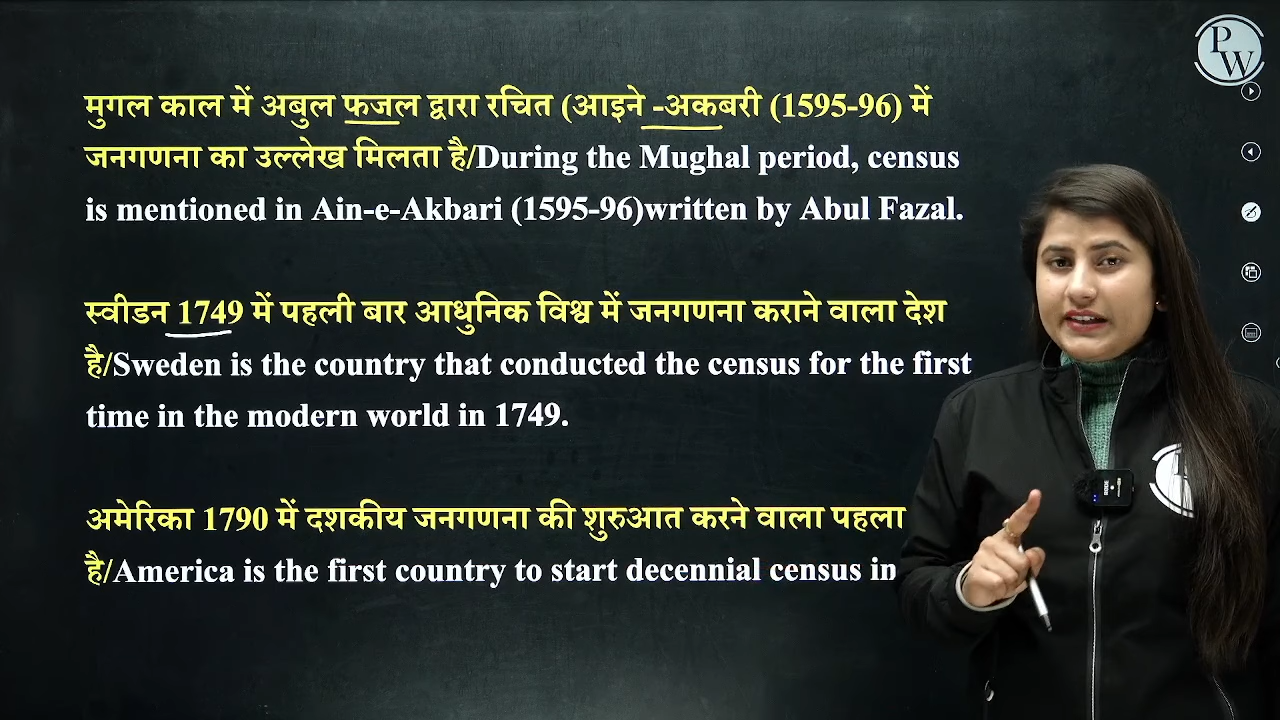 PW
मुगल काल में अबुल फजल द्वारा रचित (आइने -अकबरी (1595-96) में
जनगणना का उल्लेख मिलता है/During the Mughal period, census
is mentioned in Ain-e-Akbari (1595-96)written by Abul Fazal.
स्वीडन 1749 में पहली बार आधुनिक विश्व में जनगणना कराने वाला देश
है/Sweden is the country that conducted the census for the first
time in the modern world in 1749.
अमेरिका 1790 में दशकीय जनगणना की शुरुआत करने वाला पहला
है/America is the first country to start decennial census in